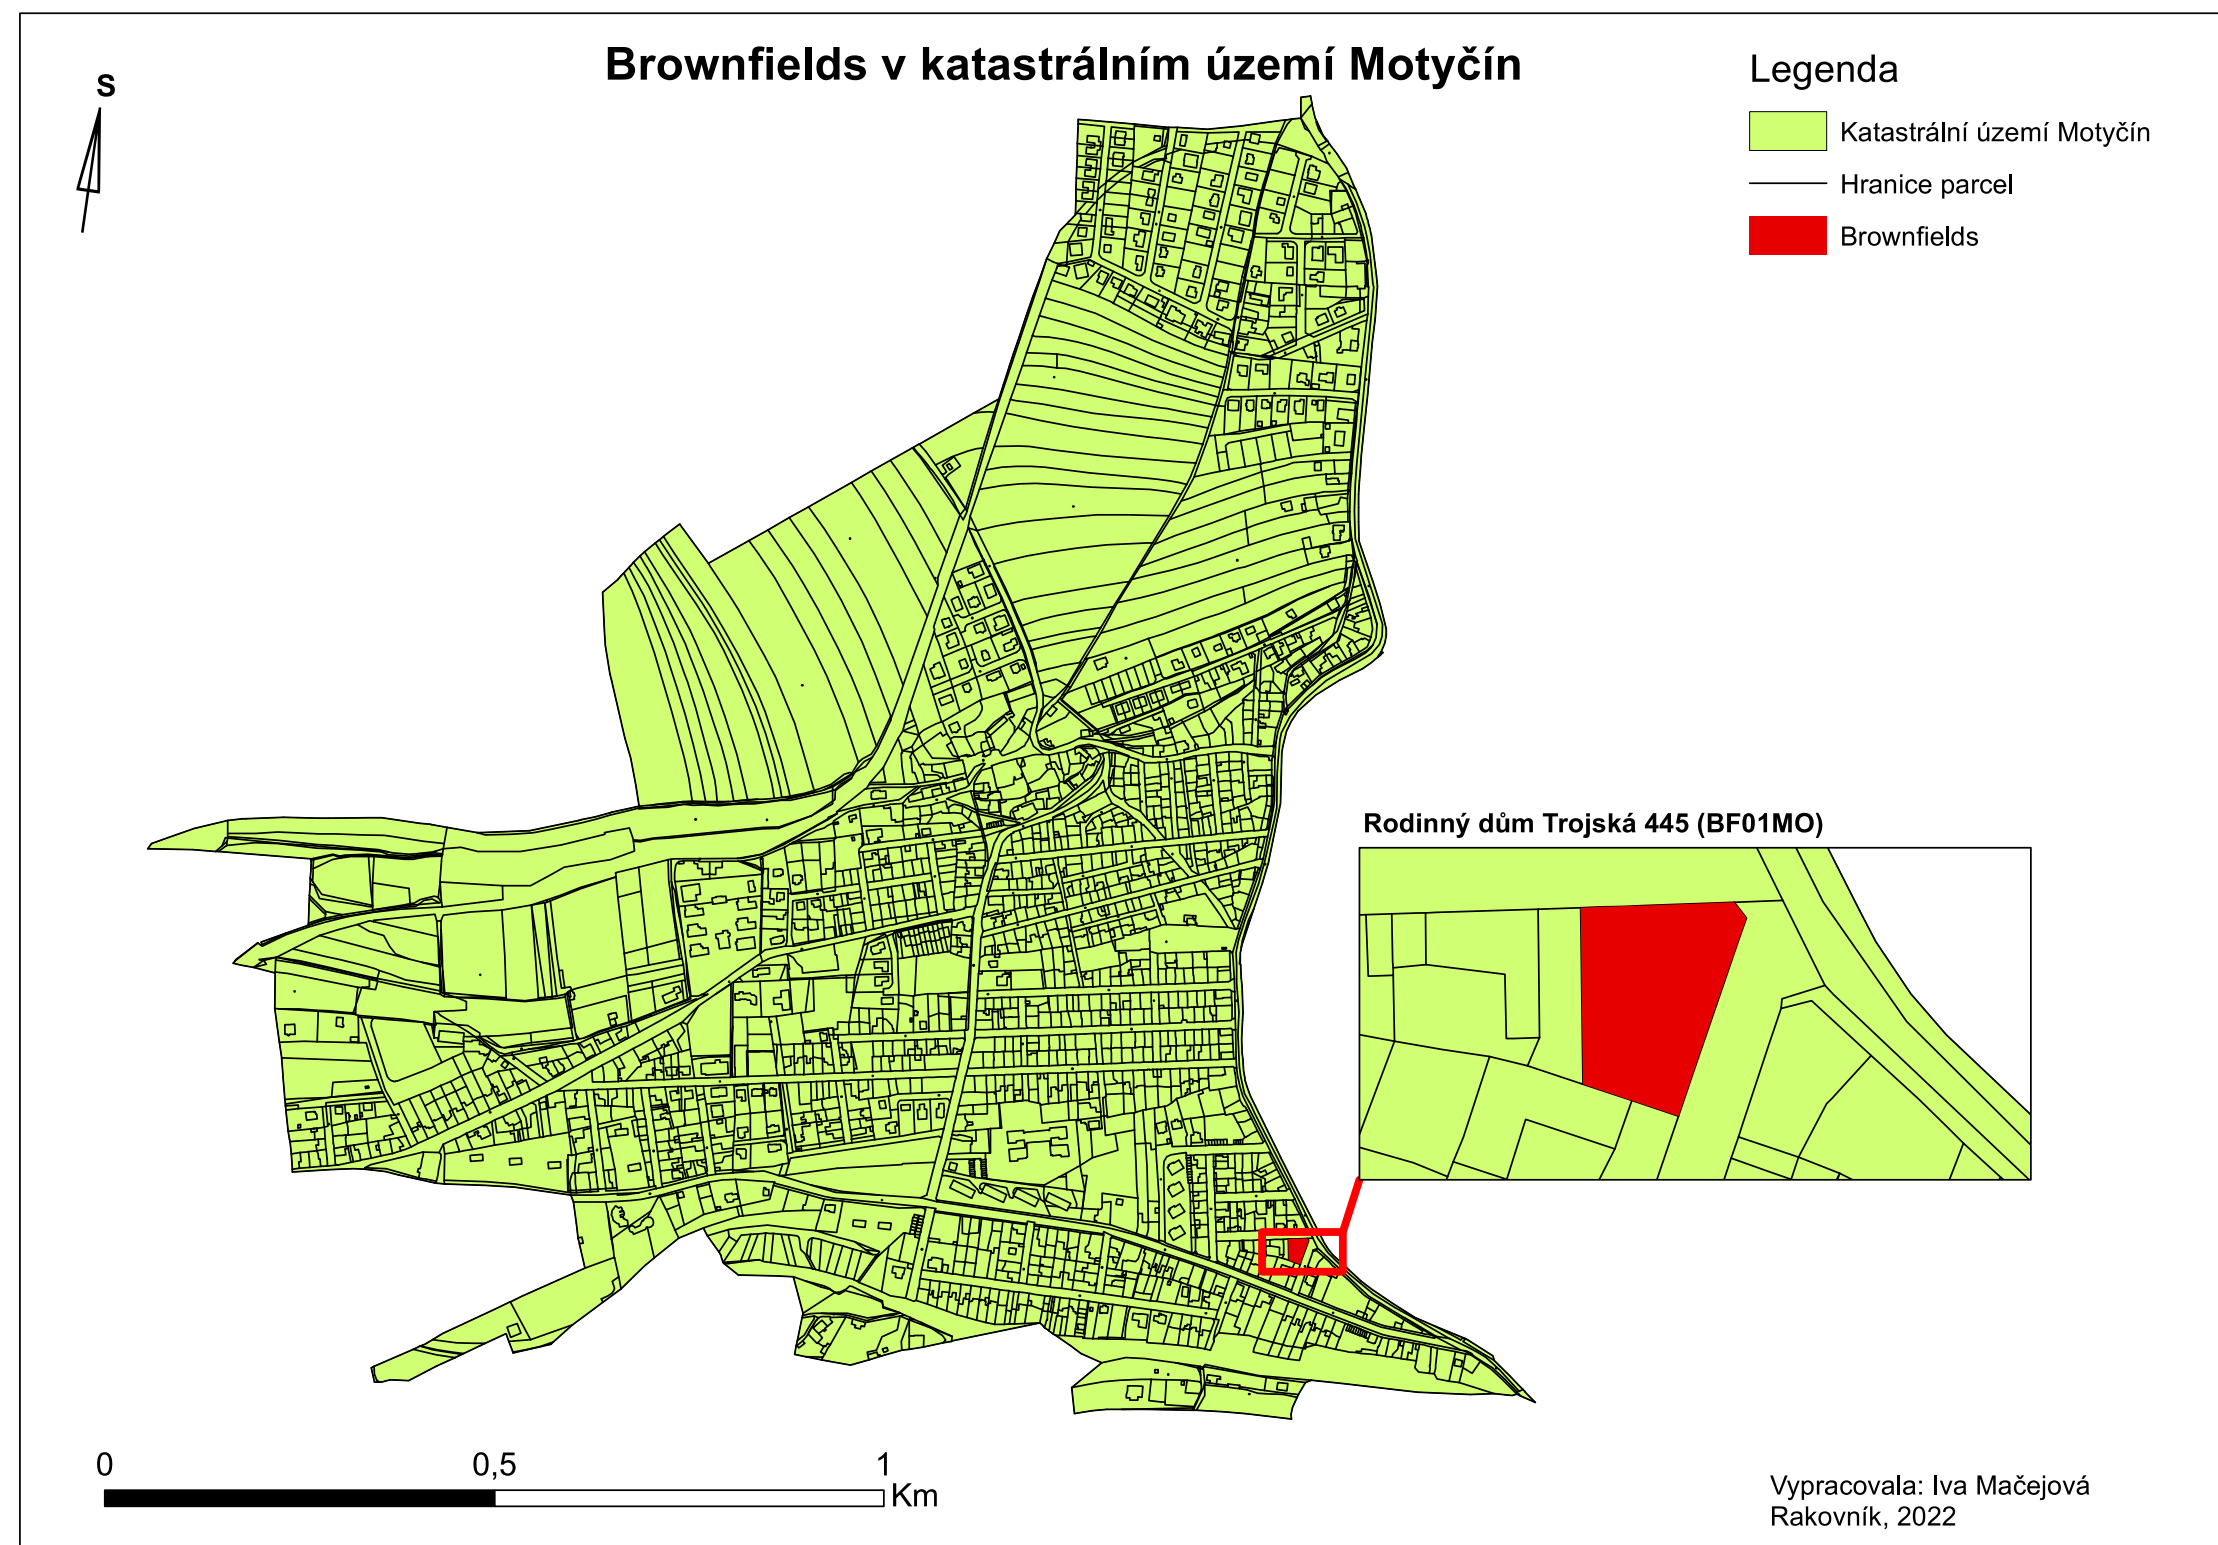 Brownfields v katastrálním území Motyčín
S
Legenda
Katastrální území Motyčín
Hranice parcel
Brownfields
Rodinný dům Trojská 445 (BF01MO)
0 0,5 1
Km
Vypracovala: Iva Mačejová
Rakovník, 2022